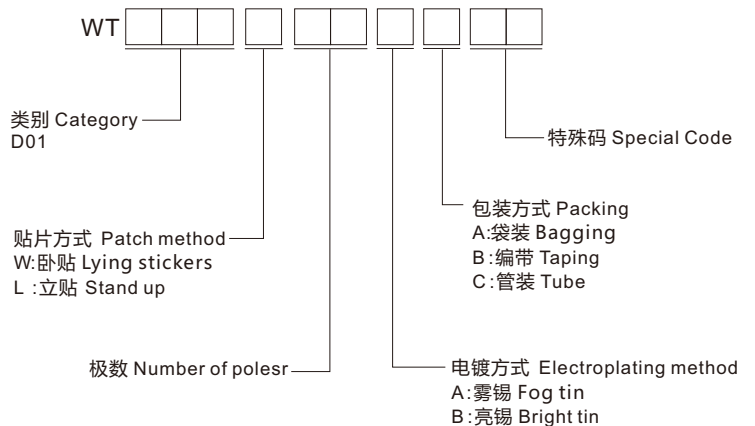 WT
类别 Category
D01
特殊码 Special Code
贴片方式 Patch method
W:卧贴 Lying stickers
L :立贴 Stand up
包装方式 Packing
A:袋装 Bagging
B:编带 Taping
C:管装 Tube
极数 Number of polesr
电镀方式 Electroplating method
A:雾锡 Fog tin
B:亮锡 Bright tin